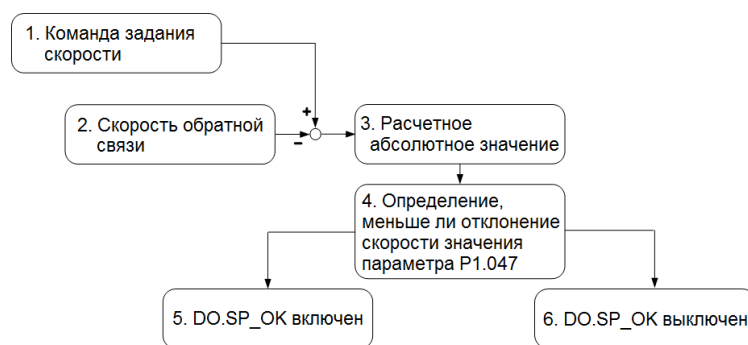 1. Команда задания
скорости
+
2. Скорость обратной
связи
–
3. Расчетное
абсолютное значение
4. Определение,
меньше ли отклонение
скорости значения
параметра P1.047
5. DO.SP_OK включен
6. DO.SP_OK выключен